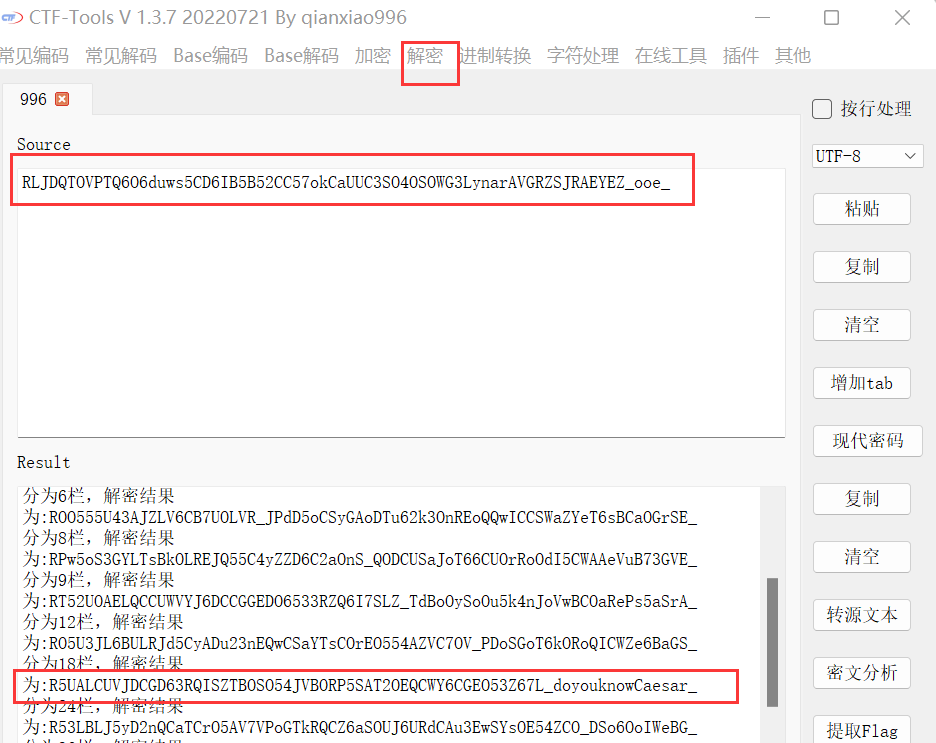 CTF-Tools V 1.3.7 20220721 By qianxiao996
常见编码 常见解码 Base编码 Base解码 加密 解密 进制转换 字符处理 在线工具 插件 其他
996
按行处理
Source
UTF-8
RLJDQTOVPTQ6O6duws5CD6IB5B52CC57okCaUUC3SO4OSOWG3LynarAVGRZSJRAEYEZ_ooe_
粘贴
复制
清空
增加tab
现代密码
Result
分为6栏，解密结果
为:ROO555U43AJZLV6CB7UOLVR_JPdD5oCSyGAoDTu62k3OnREoQQwICCSWaZYeT6sBCaOGrSE_
复制
分为8栏，解密结果
为:RPw5oS3GYLTsBkOLREJQ55C4yZZD6C2aOnS_QODCUSaJoT66CUOrRoOdI5CWAAeVuB73GVE_
清空
分为9栏，解密结果
为:RT52UOAELQCCUWVYJ6DCCGGEDO6533RZQ6I7SLZ_TdBoOySoOu5k4nJoVwBCOaRePs5aSrA_
转源文本
分为12栏，解密结果
为:RO5U3JL6BULRJd5CyADu23nEQwCSaYTsCOrEO554AZVC7OV_PDoSGoT6kORoQICWZe6BaGS_
分为18栏，解密结果
密文分析
为:R5UALCUVJDCGD63RQISZTBOSO54JVBORP5SAT2OEQCWY6CGEO53Z67L_doyouknowCaesar_
分为24栏，解密结果
为:R53LBLJ5yD2nQCaTCrO5AV7VPoGTkRQCZ6aSOUJ6URdCAu3EwSYsOE54ZCO_DSo6OoIWeBG_
提取Flag